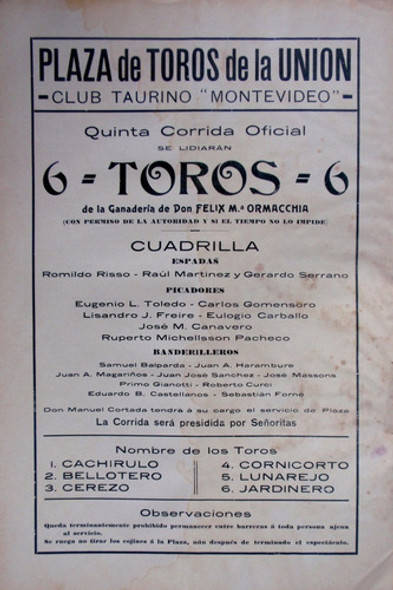 PLAZA de TOROS de la UNION
CLUB TAURINO "MONTEVIDEO"
Quinta Corrida Oficial
SE LIDIARÁN
6 = TOROS = 6
de la Ganadería de Don FELIX M.ª ORMACCHIA
(CON PERMISO DE LA AUTORIDAD Y SI EL TIEMPO NO LO IMPIDE)
CUADRILLA
ESPADAS
Romildo Risso - Raúl Martinez y Gerardo Serrano
PICADORES
Eugenio L. Toledo - Carlos Gomensoro
Lisandro J. Freire - Eulogio Carballo
José M. Canavero
Ruperto Michelisson Pacheco
BANDERILLEROS
Samuel Balparda - Juan A. Harambure
Juan A. Magariños - Juan José Sanchez - José Massons
Primo Gianotti - Roberto Curci
Eduardo B. Castellanos - Sebastián Forné
Don Manuel Cortada tendrá á su cargo el servicio de Plaza
La Corrida será presidida por Señoritas
Nombre de los Toros
1. CACHIRULO
2. BELLOTERO
3. CEREZO
4. CORNICORTO
5. LUNAREJO
6. JARDINERO
Observaciones
Queda terminantemente prohibido permanecer entre barreras á toda persona ajena
al servicio.
Se ruega no tirar los cojines á la Plaza, aún después de terminado el espectáculo.